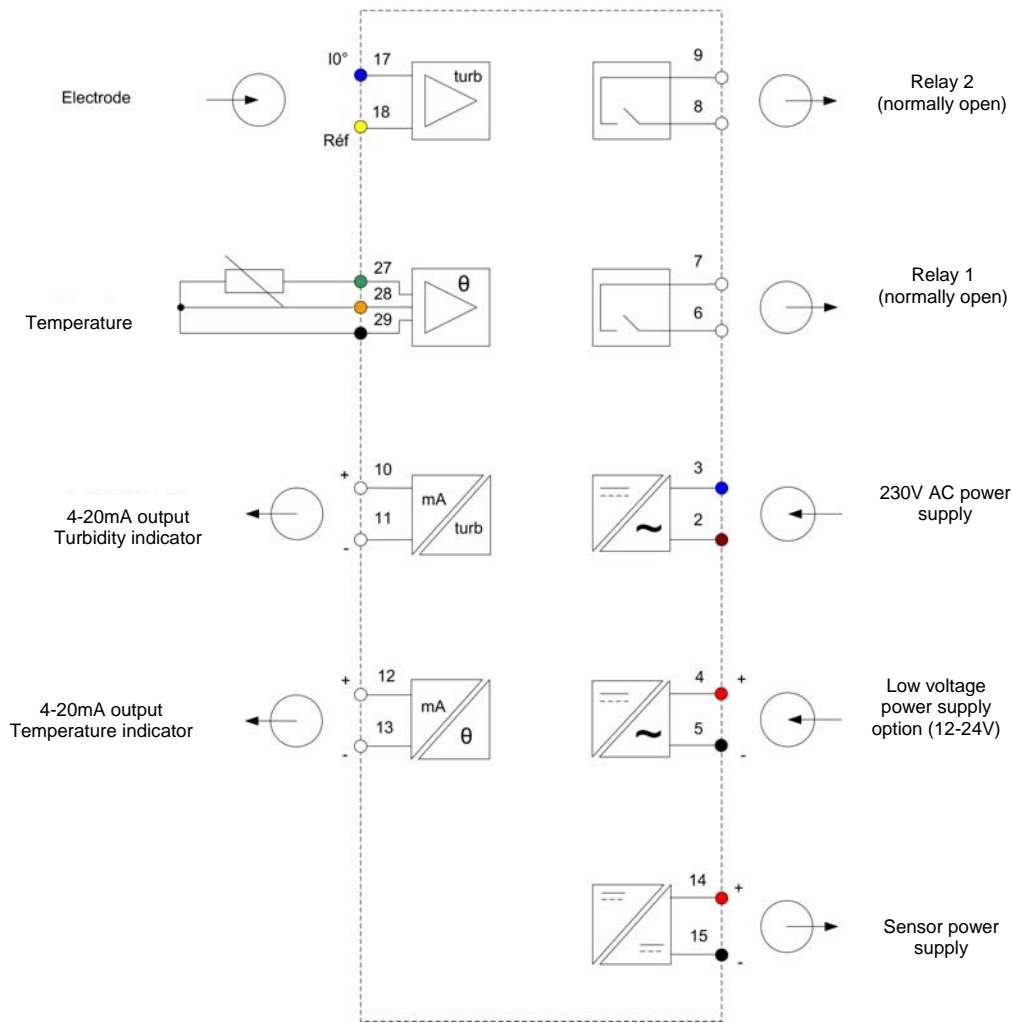 I0°
17
turb
Electrode
18
Réf
9
8
Relay 2
(normally open)
27
28
29
θ
Temperature
7
6
Relay 1
(normally open)
+
10
11
-
mA
turb
4-20mA output
Turbidity indicator
3
2
~
230V AC power
supply
+
12
13
-
mA
θ
4-20mA output
Temperature indicator
4
+
5
-
~
Low voltage
power supply
option (12-24V)
14
+
15
-
Sensor power
supply